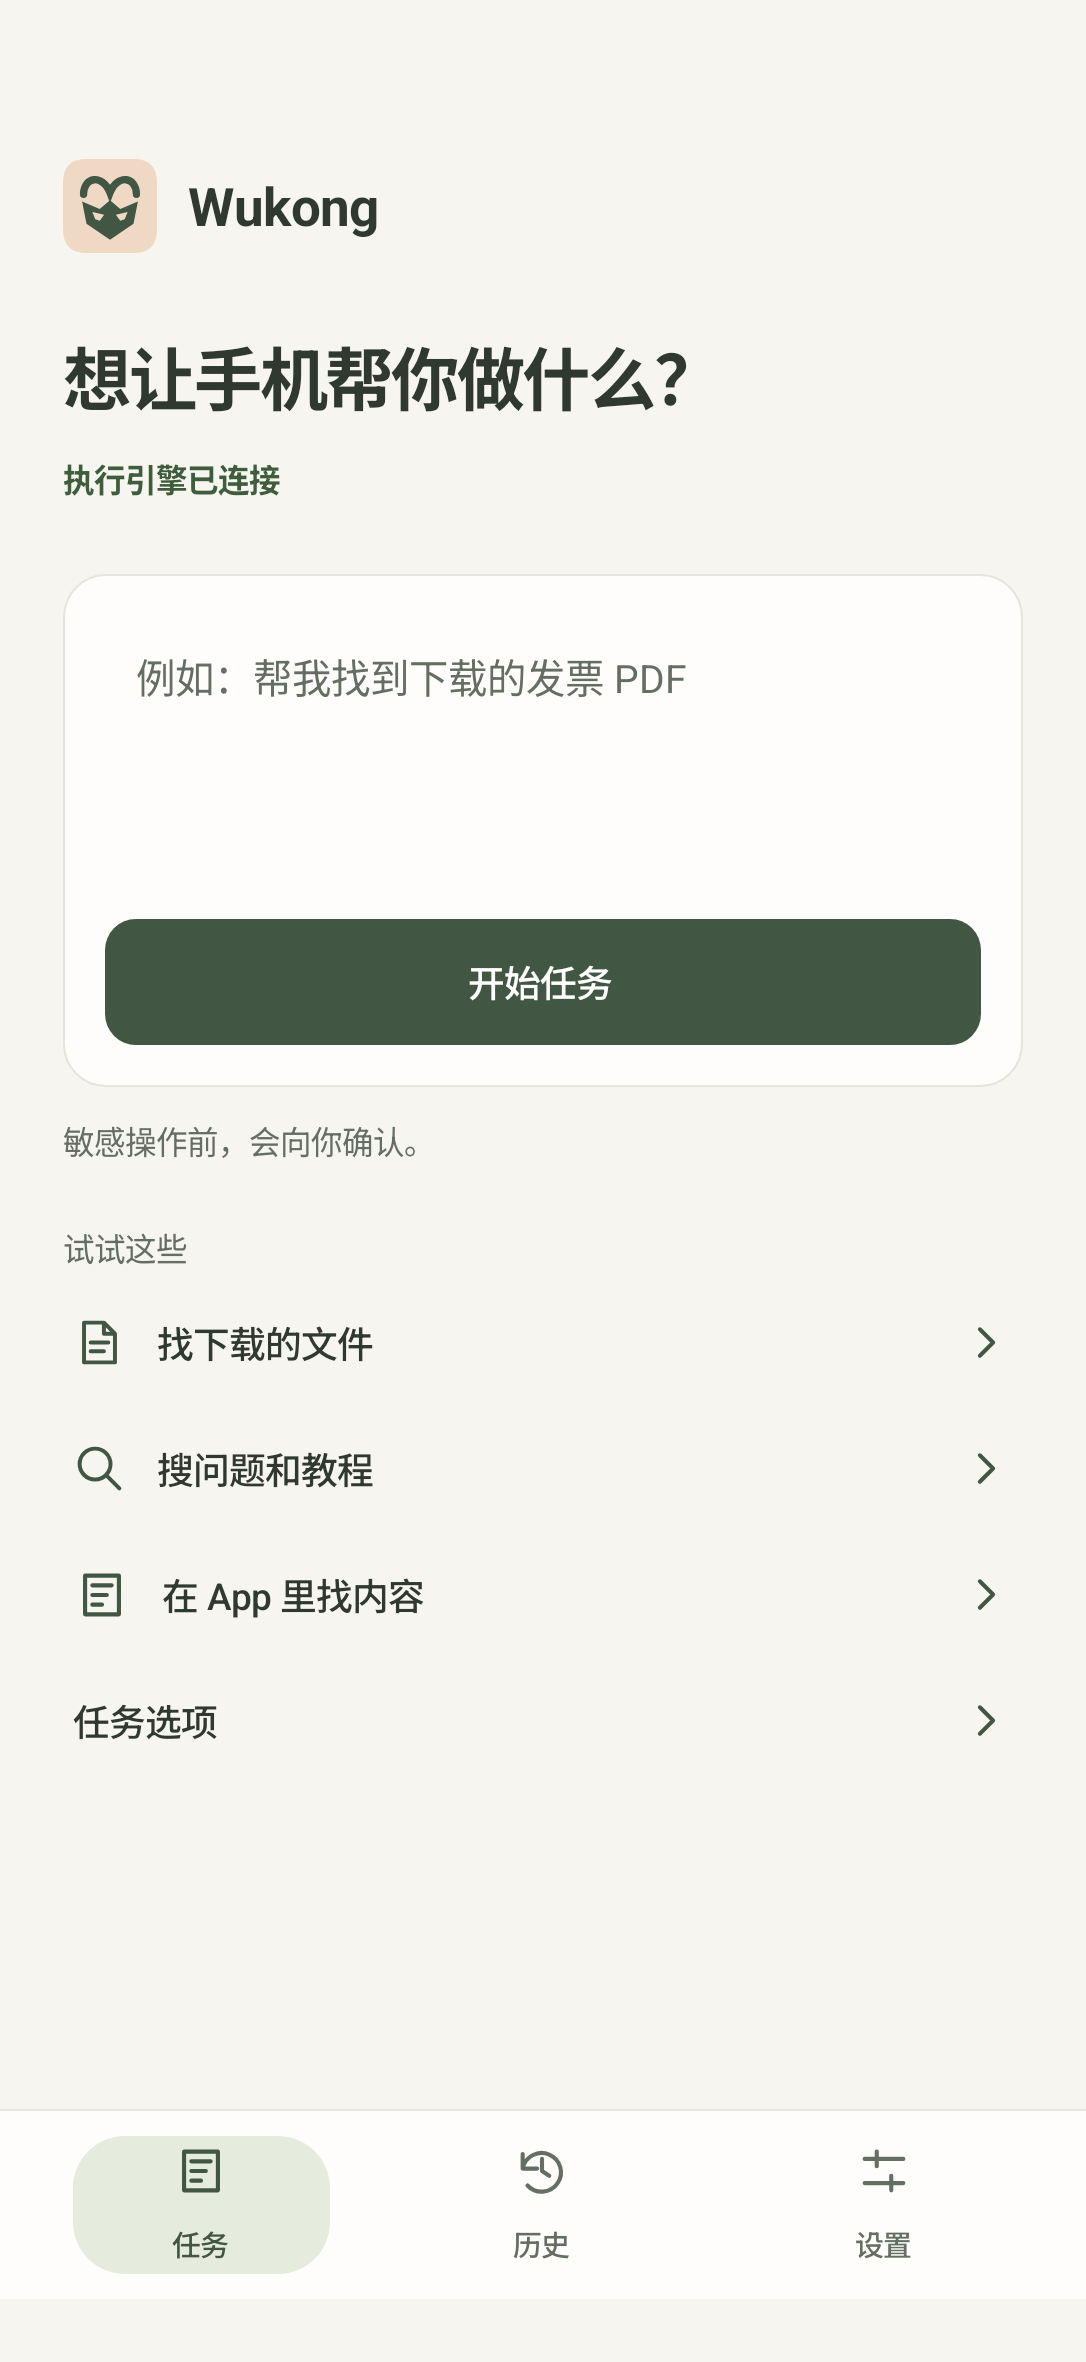 Wukong
想让手机帮你做什么？
执行引擎已连接
例如：帮我找到下载的发票 PDF
开始任务
敏感操作前，会向你确认。
试试这些
找下载的文件
搜问题和教程
在 App 里找内容
任务选项
任务
历史
设置